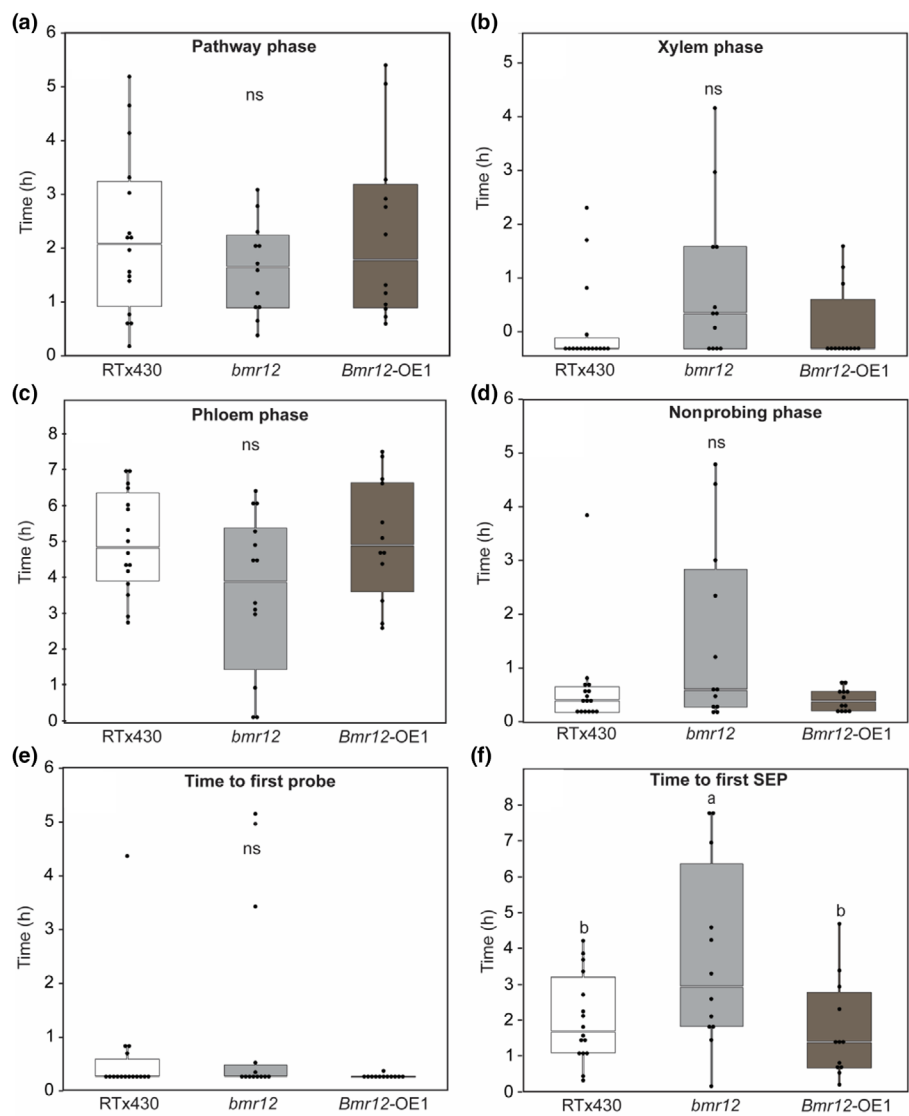 (a)
Pathway phase
ns
Time (h)
6
5
4
3
2
1
0
RTx430 bmr12 Bmr12-OE1
(b)
Xylem phase
ns
Time (h)
6
5
4
3
2
1
0
RTx430 bmr12 Bmr12-OE1
(c)
Phloem phase
ns
Time (h)
8
7
6
5
4
3
2
1
0
RTx430 bmr12 Bmr12-OE1
(d)
Nonprobing phase
ns
Time (h)
6
5
4
3
2
1
0
RTx430 bmr12 Bmr12-OE1
(e)
Time to first probe
ns
Time (h)
6
5
4
3
2
1
0
RTx430 bmr12 Bmr12-OE1
(f)
Time to first SEP
a
b
b
Time (h)
8
7
6
5
4
3
2
1
0
RTx430 bmr12 Bmr12-OE1